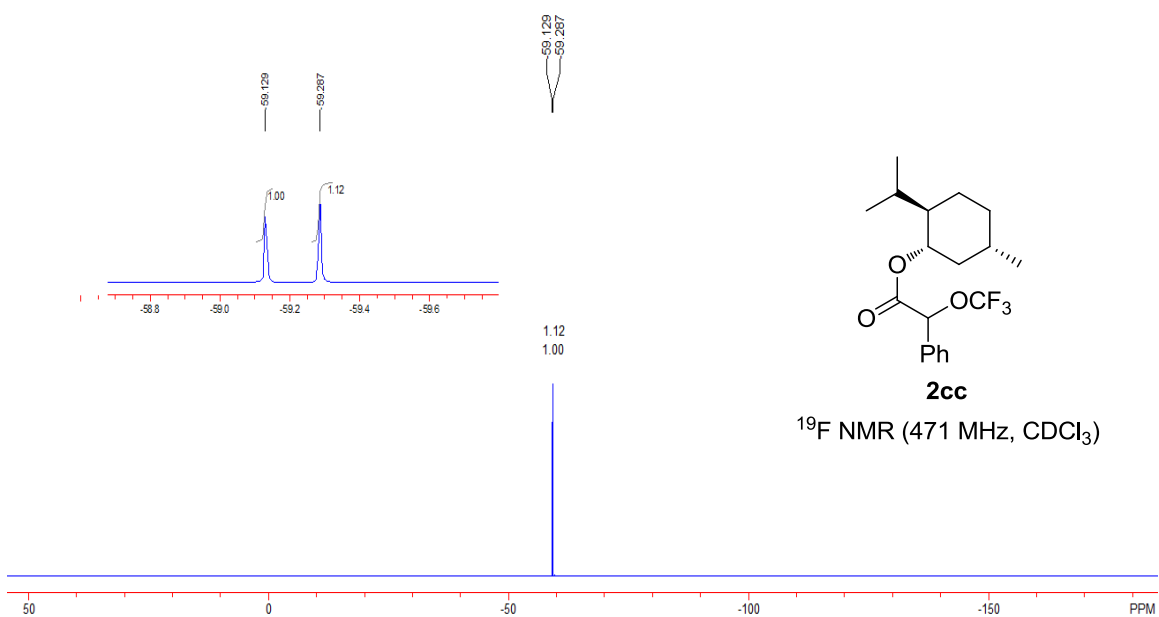 -59.129
-59.287
-59.129
-59.287
1.00
1.12
-58.8
-59.0
-59.2
-59.4
-59.6
1.12
1.00
O
O
OCF3
Ph
2cc
19F NMR (471 MHz, CDCl3)
50
0
-50
-100
-150
PPM